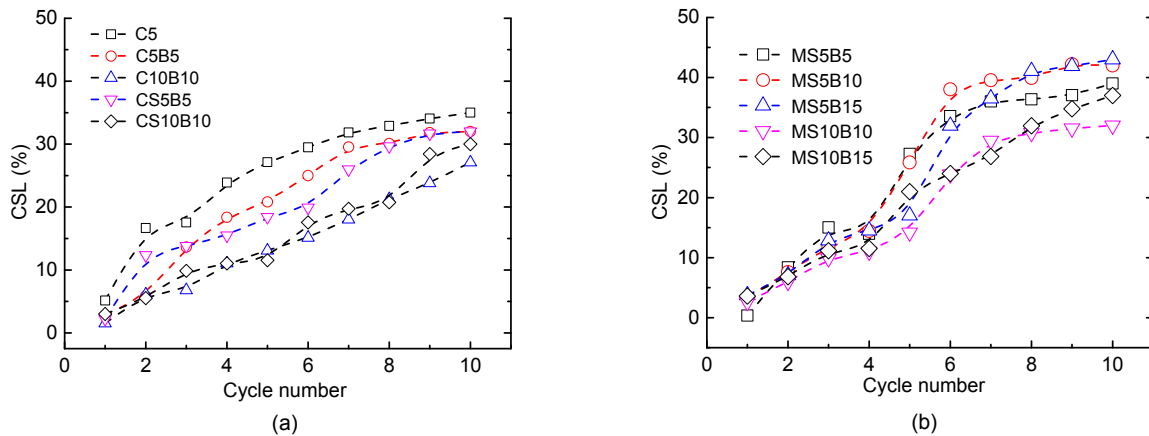 50
40
30
20
10
0
CSL (%)
C5
C5B5
C10B10
CS5B5
CS10B10
0 2 4 6 8 10
Cycle number
(a)
50
40
30
20
10
0
CSL (%)
MS5B5
MS5B10
MS5B15
MS10B10
MS10B15
0 2 4 6 8 10
Cycle number
(b)